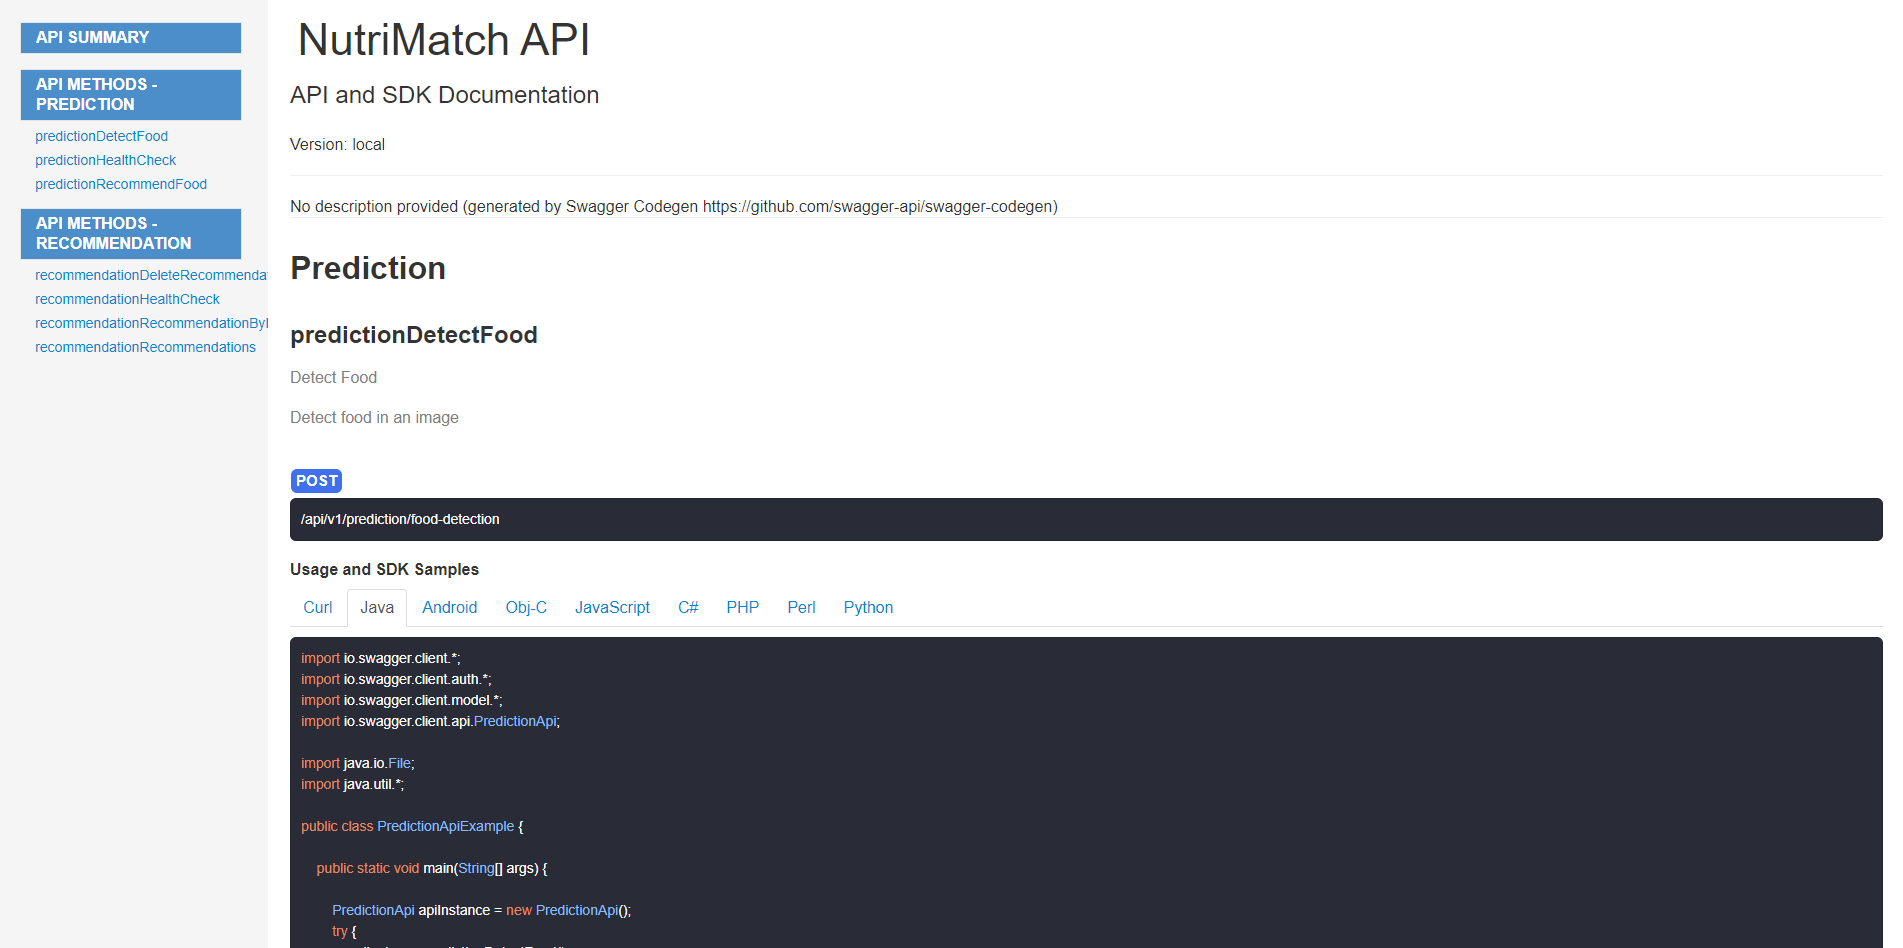 API SUMMARY
API METHODS -
PREDICTION
predictionDetectFood
predictionHealthCheck
predictionRecommendFood
API METHODS -
RECOMMENDATION
recommendationDeleteRecommenda
recommendationHealthCheck
recommendationRecommendationBy
recommendationRecommendations
NutriMatch API
API and SDK Documentation
Version: local
No description provided (generated by Swagger Codegen https://github.com/swagger-api/swagger-codegen)
Prediction
predictionDetectFood
Detect Food
Detect food in an image
POST
/api/v1/prediction/food-detection
Usage and SDK Samples
Curl Java Android Obj-C JavaScript C# PHP Perl Python
import io.swagger.client.*;
import io.swagger.client.auth.*;
import io.swagger.client.model.*;
import io.swagger.client.api.PredictionApi;
import java.io.File;
import java.util.*;
public class PredictionApiExample {
public static void main(String[] args) {
PredictionApi apiInstance = new PredictionApi();
try {